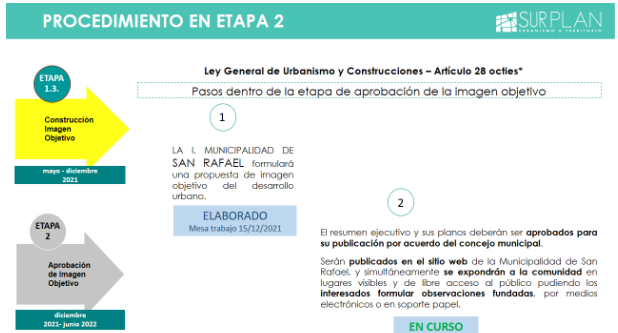 PROCEDIMIENTO EN ETAPA 2
SURPLAN
URBANISMO & TERRITORIO
Ley General de Urbanismo y Construcciones – Artículo 28 octies*
Pasos dentro de la etapa de aprobación de la imagen objetivo
ETAPA
1.3.
Construcción
Imagen
Objetivo
mayo - diciembre
2021
1
LA I. MUNICIPALIDAD DE
SAN RAFAEL formulará
una propuesta de imagen
objetivo del desarrollo
urbano.
ELABORADO
Mesa trabajo 15/12/2021
ETAPA
2
Aprobación
de Imagen
Objetivo
diciembre
2021- junio 2022
2
El resumen ejecutivo y sus planos deberán ser aprobados para
su publicación por acuerdo del concejo municipal.
Serán publicados en el sitio web de la Municipalidad de San
Rafael, y simultáneamente se expondrán a la comunidad en
lugares visibles y de libre acceso al público pudiendo los
interesados formular observaciones fundadas, por medios
electrónicos o en soporte papel.
EN CURSO